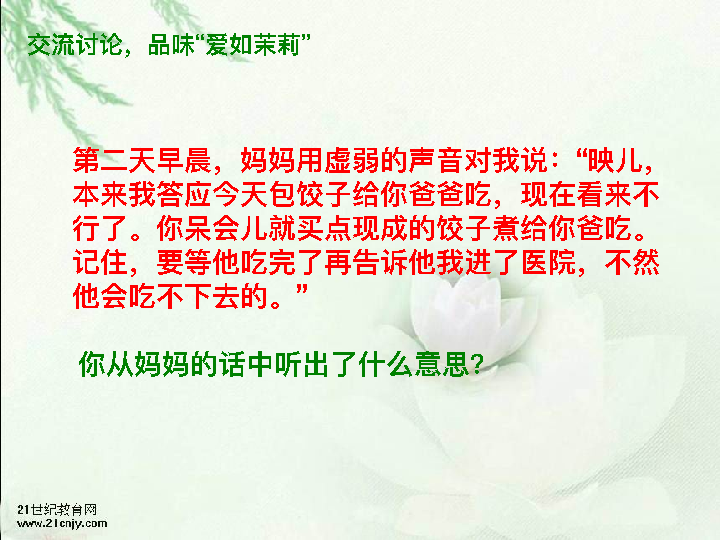 交流讨论，品味“爱如茉莉”
第二天早晨，妈妈用虚弱的声音对我说：“映儿，
本来我答应今天包饺子给你爸爸吃，现在看来不
行了。你呆会儿就买点现成的饺子煮给你爸吃。
记住，要等他吃完了再告诉他我进了医院，不然
他会吃不下去的。”
你从妈妈的话中听出了什么意思？
21世纪教育网
www.21cnjy.com